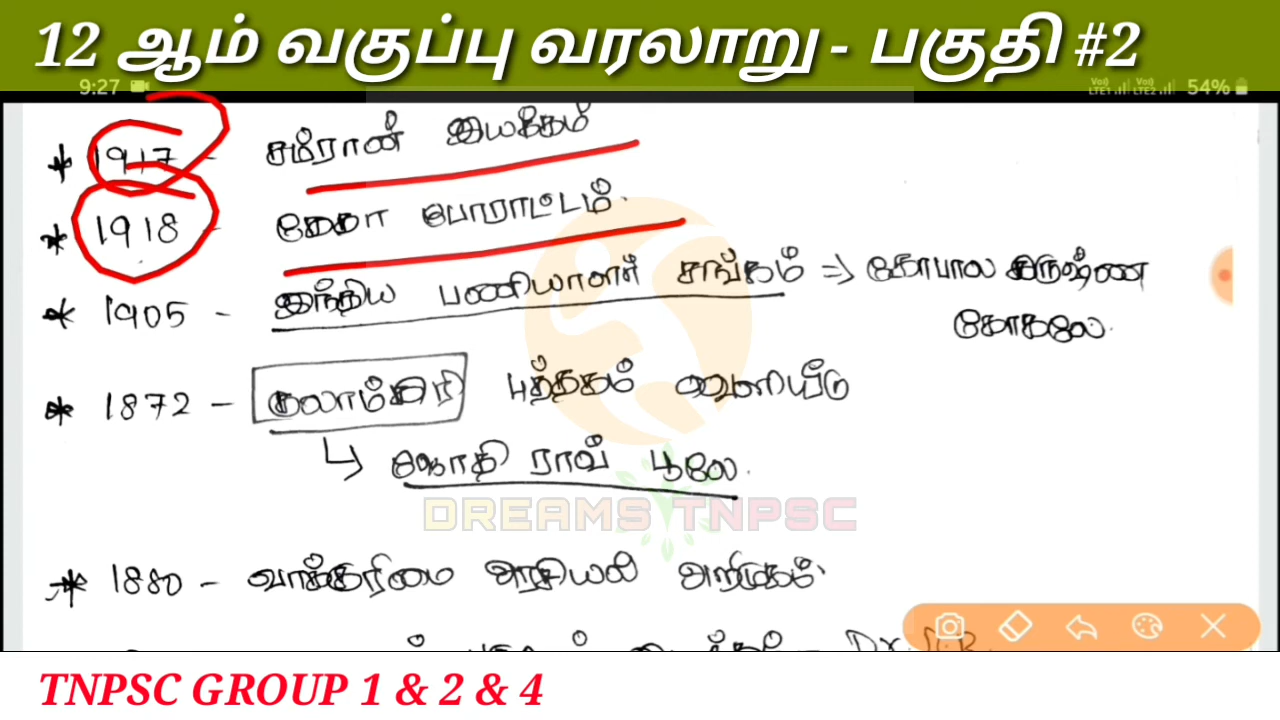 12 ஆம் வகுப்பு வரலாறு - பகுதி #2
9:27 54%
* 1917 - சம்ரான் இயக்கம்
* 1918 கேதா போராட்டம்.
* 1905 - இந்திய பணியாளர் சங்கம் => கோபால கிருஷ்ண
கோகலே.
* 1872 - குலாம்கிரி புத்தகம் வெளியீடு
↳ ஜோதி ராவ் பூலே.
DREAMS TNPSC
* 1880 - வாக்குரிமை அரசியல் அறிமுகம்.
TNPSC GROUP 1 & 2 & 4